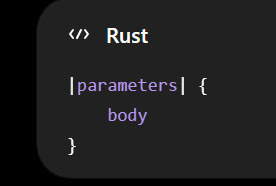 </> Rust
|parameters| {
    body
}